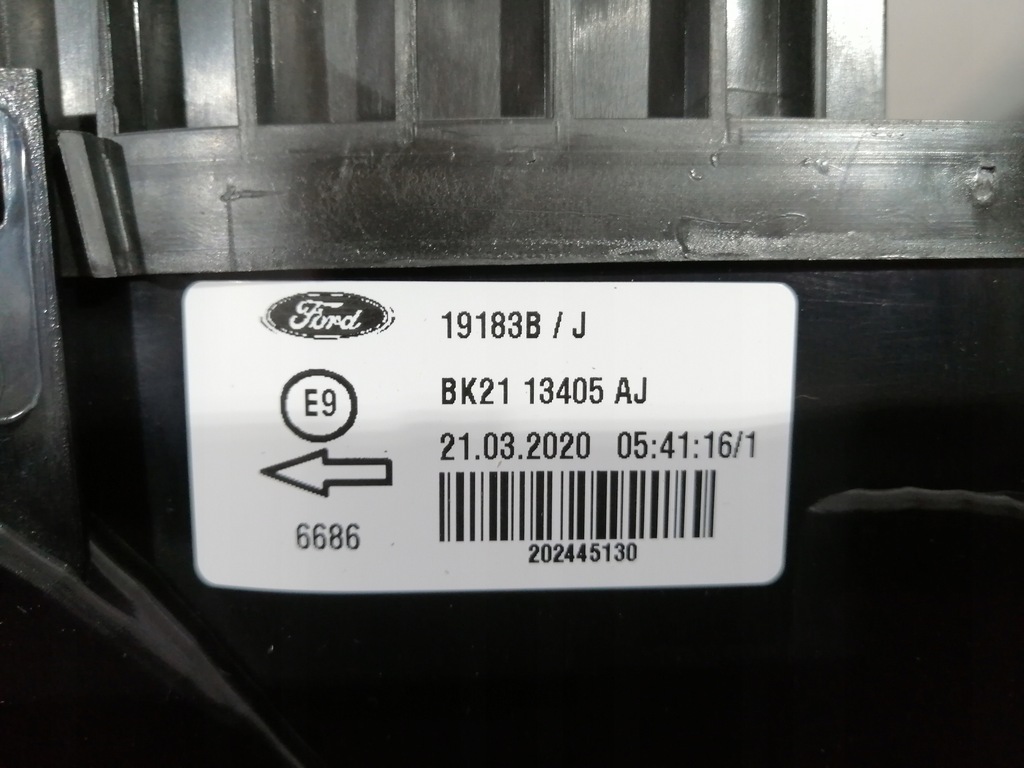 Ford
19183B / J
E9
BK21 13405 AJ
21.03.2020 05:41:16/1
6686
202445130